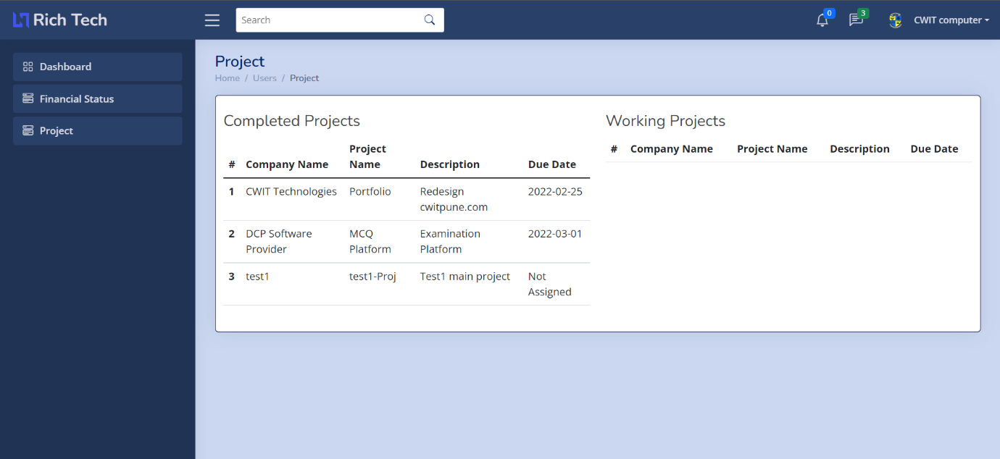 Rich Tech
Search
0
3
CWIT computer
Dashboard
Financial Status
Project
Project
Home / Users / Project
Completed Projects
# Company Name Project Name Description Due Date
1 CWIT Technologies Portfolio Redesign cwitpune.com 2022-02-25
2 DCP Software Provider MCQ Platform Examination Platform 2022-03-01
3 test1 test1-Proj Test1 main project Not Assigned
Working Projects
# Company Name Project Name Description Due Date